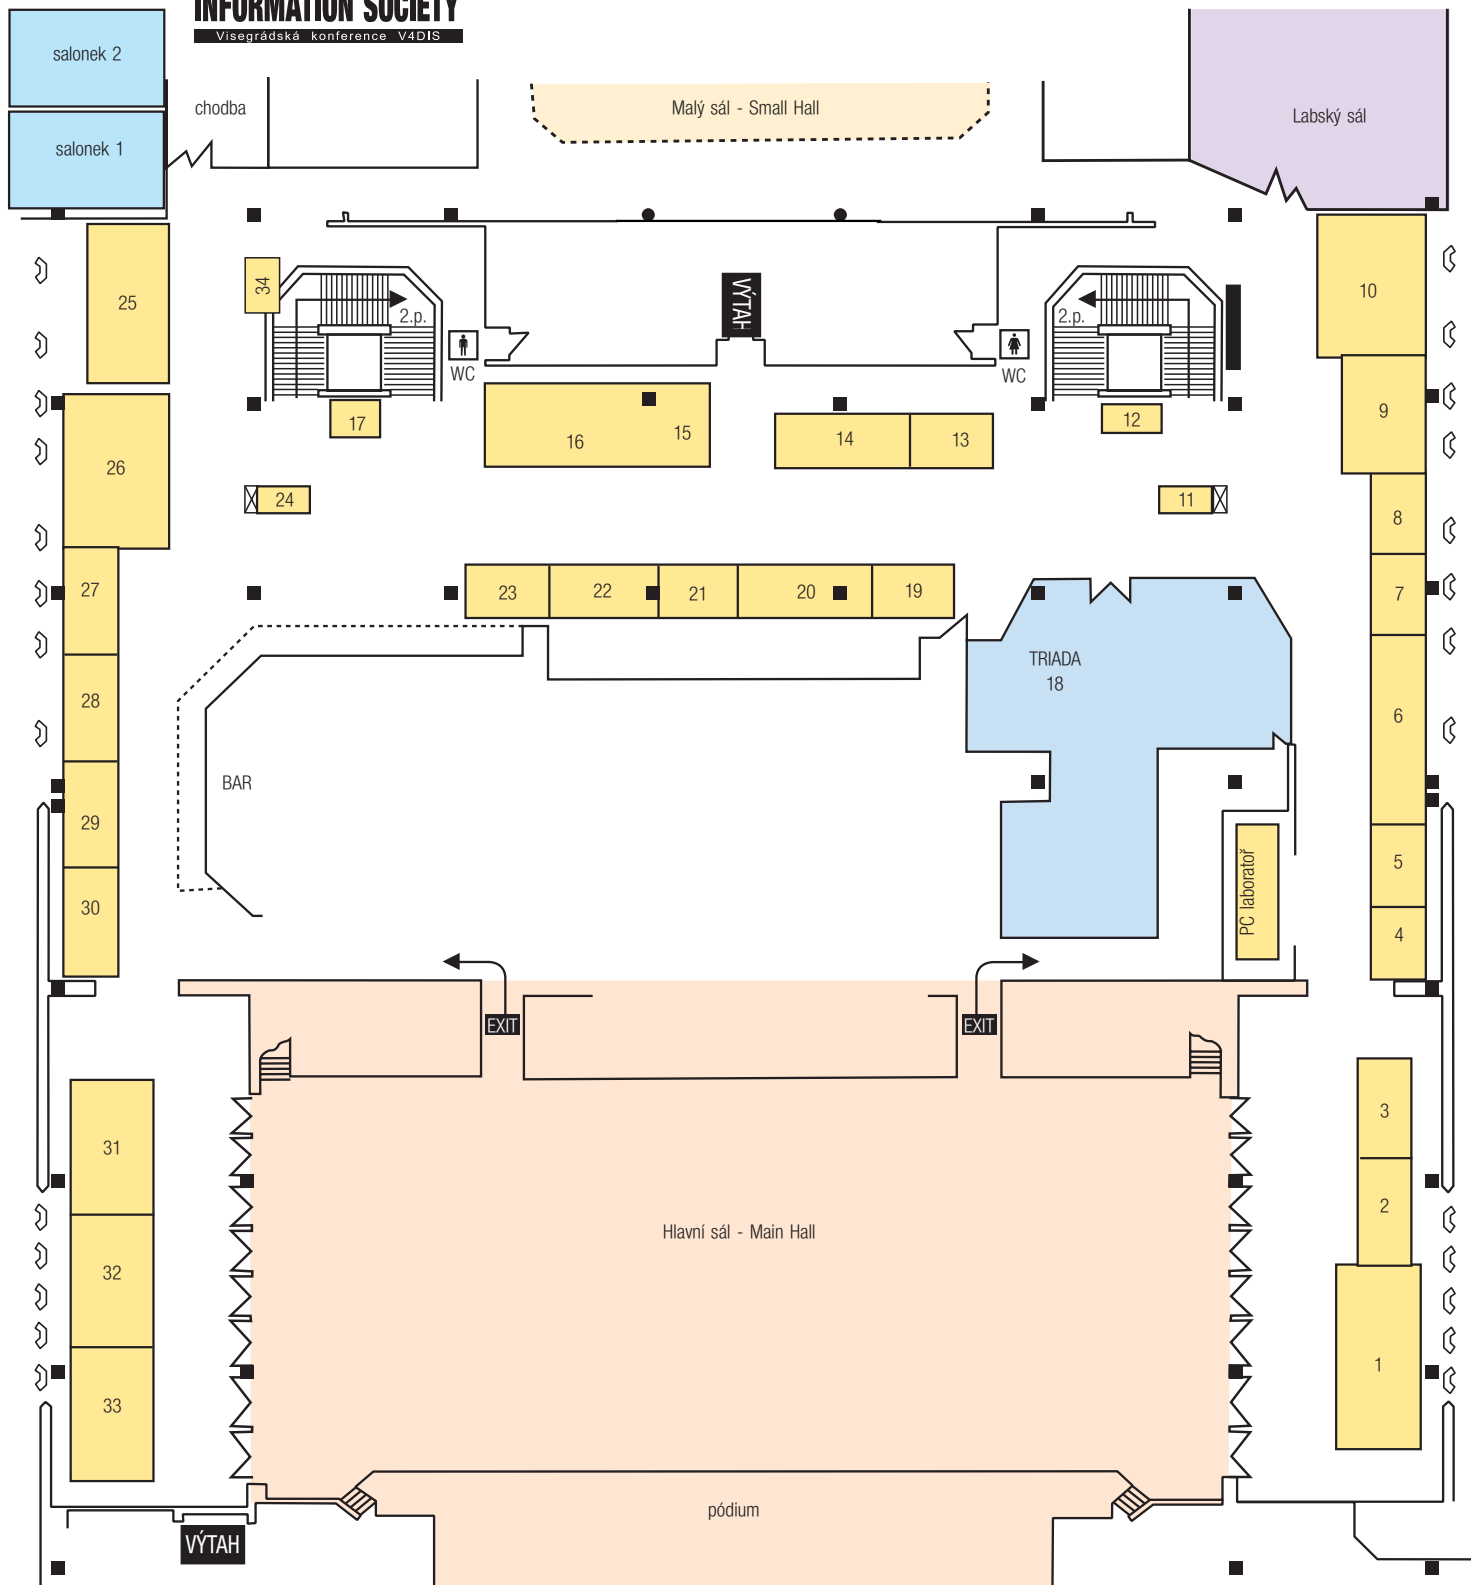 INFORMATION SOCIETY
Visegrádská konference V4DIS
salonek 2
chodba
Malý sál - Small Hall
Labský sál
salonek 1
25
34
2.p.
WC
VÝTAH
2.p.
WC
10
9
17
16
15
14
13
12
26
24
11
8
27
23
22
21
20
19
7
TRIADA
18
28
6
BAR
29
5
PC laboratoř
30
4
EXIT
EXIT
3
31
2
Hlavní sál - Main Hall
32
1
33
pódium
VÝTAH